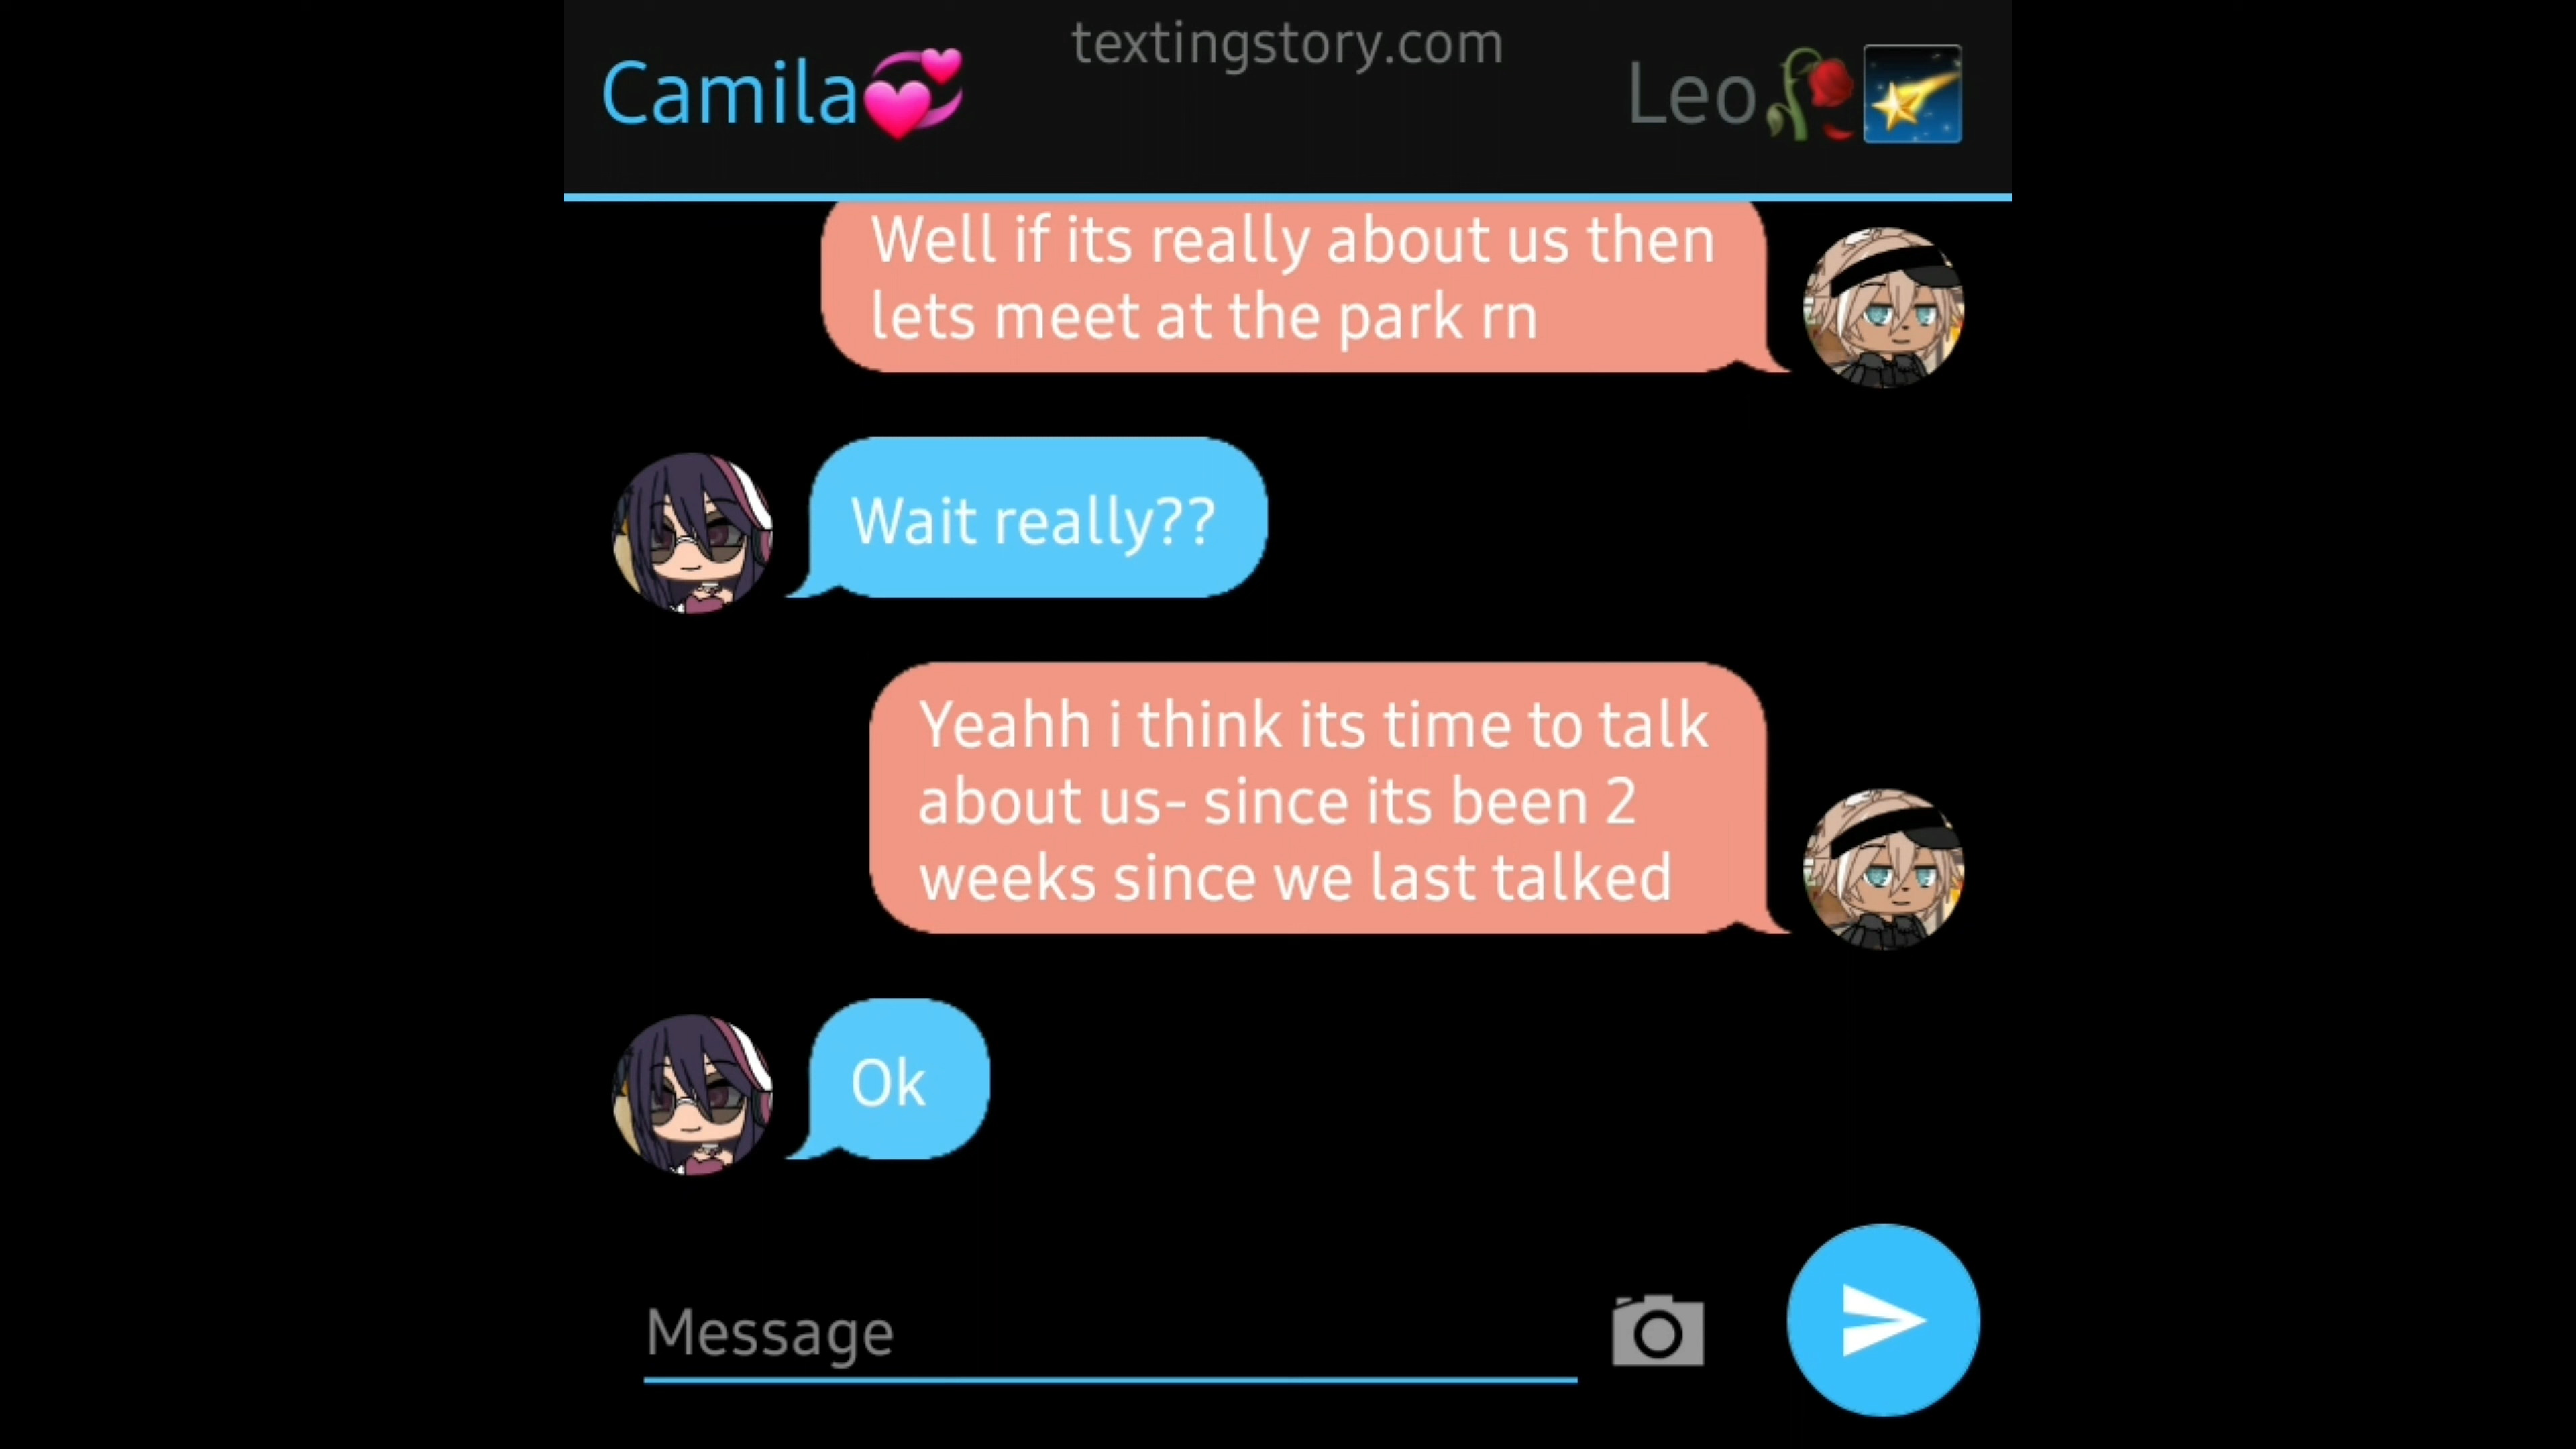 textingstory.com
Camila💞
Leo🥀🌠
Well if its really about us then
lets meet at the park rn
Wait really??
Yeahh i think its time to talk
about us- since its been 2
weeks since we last talked
Ok
Message